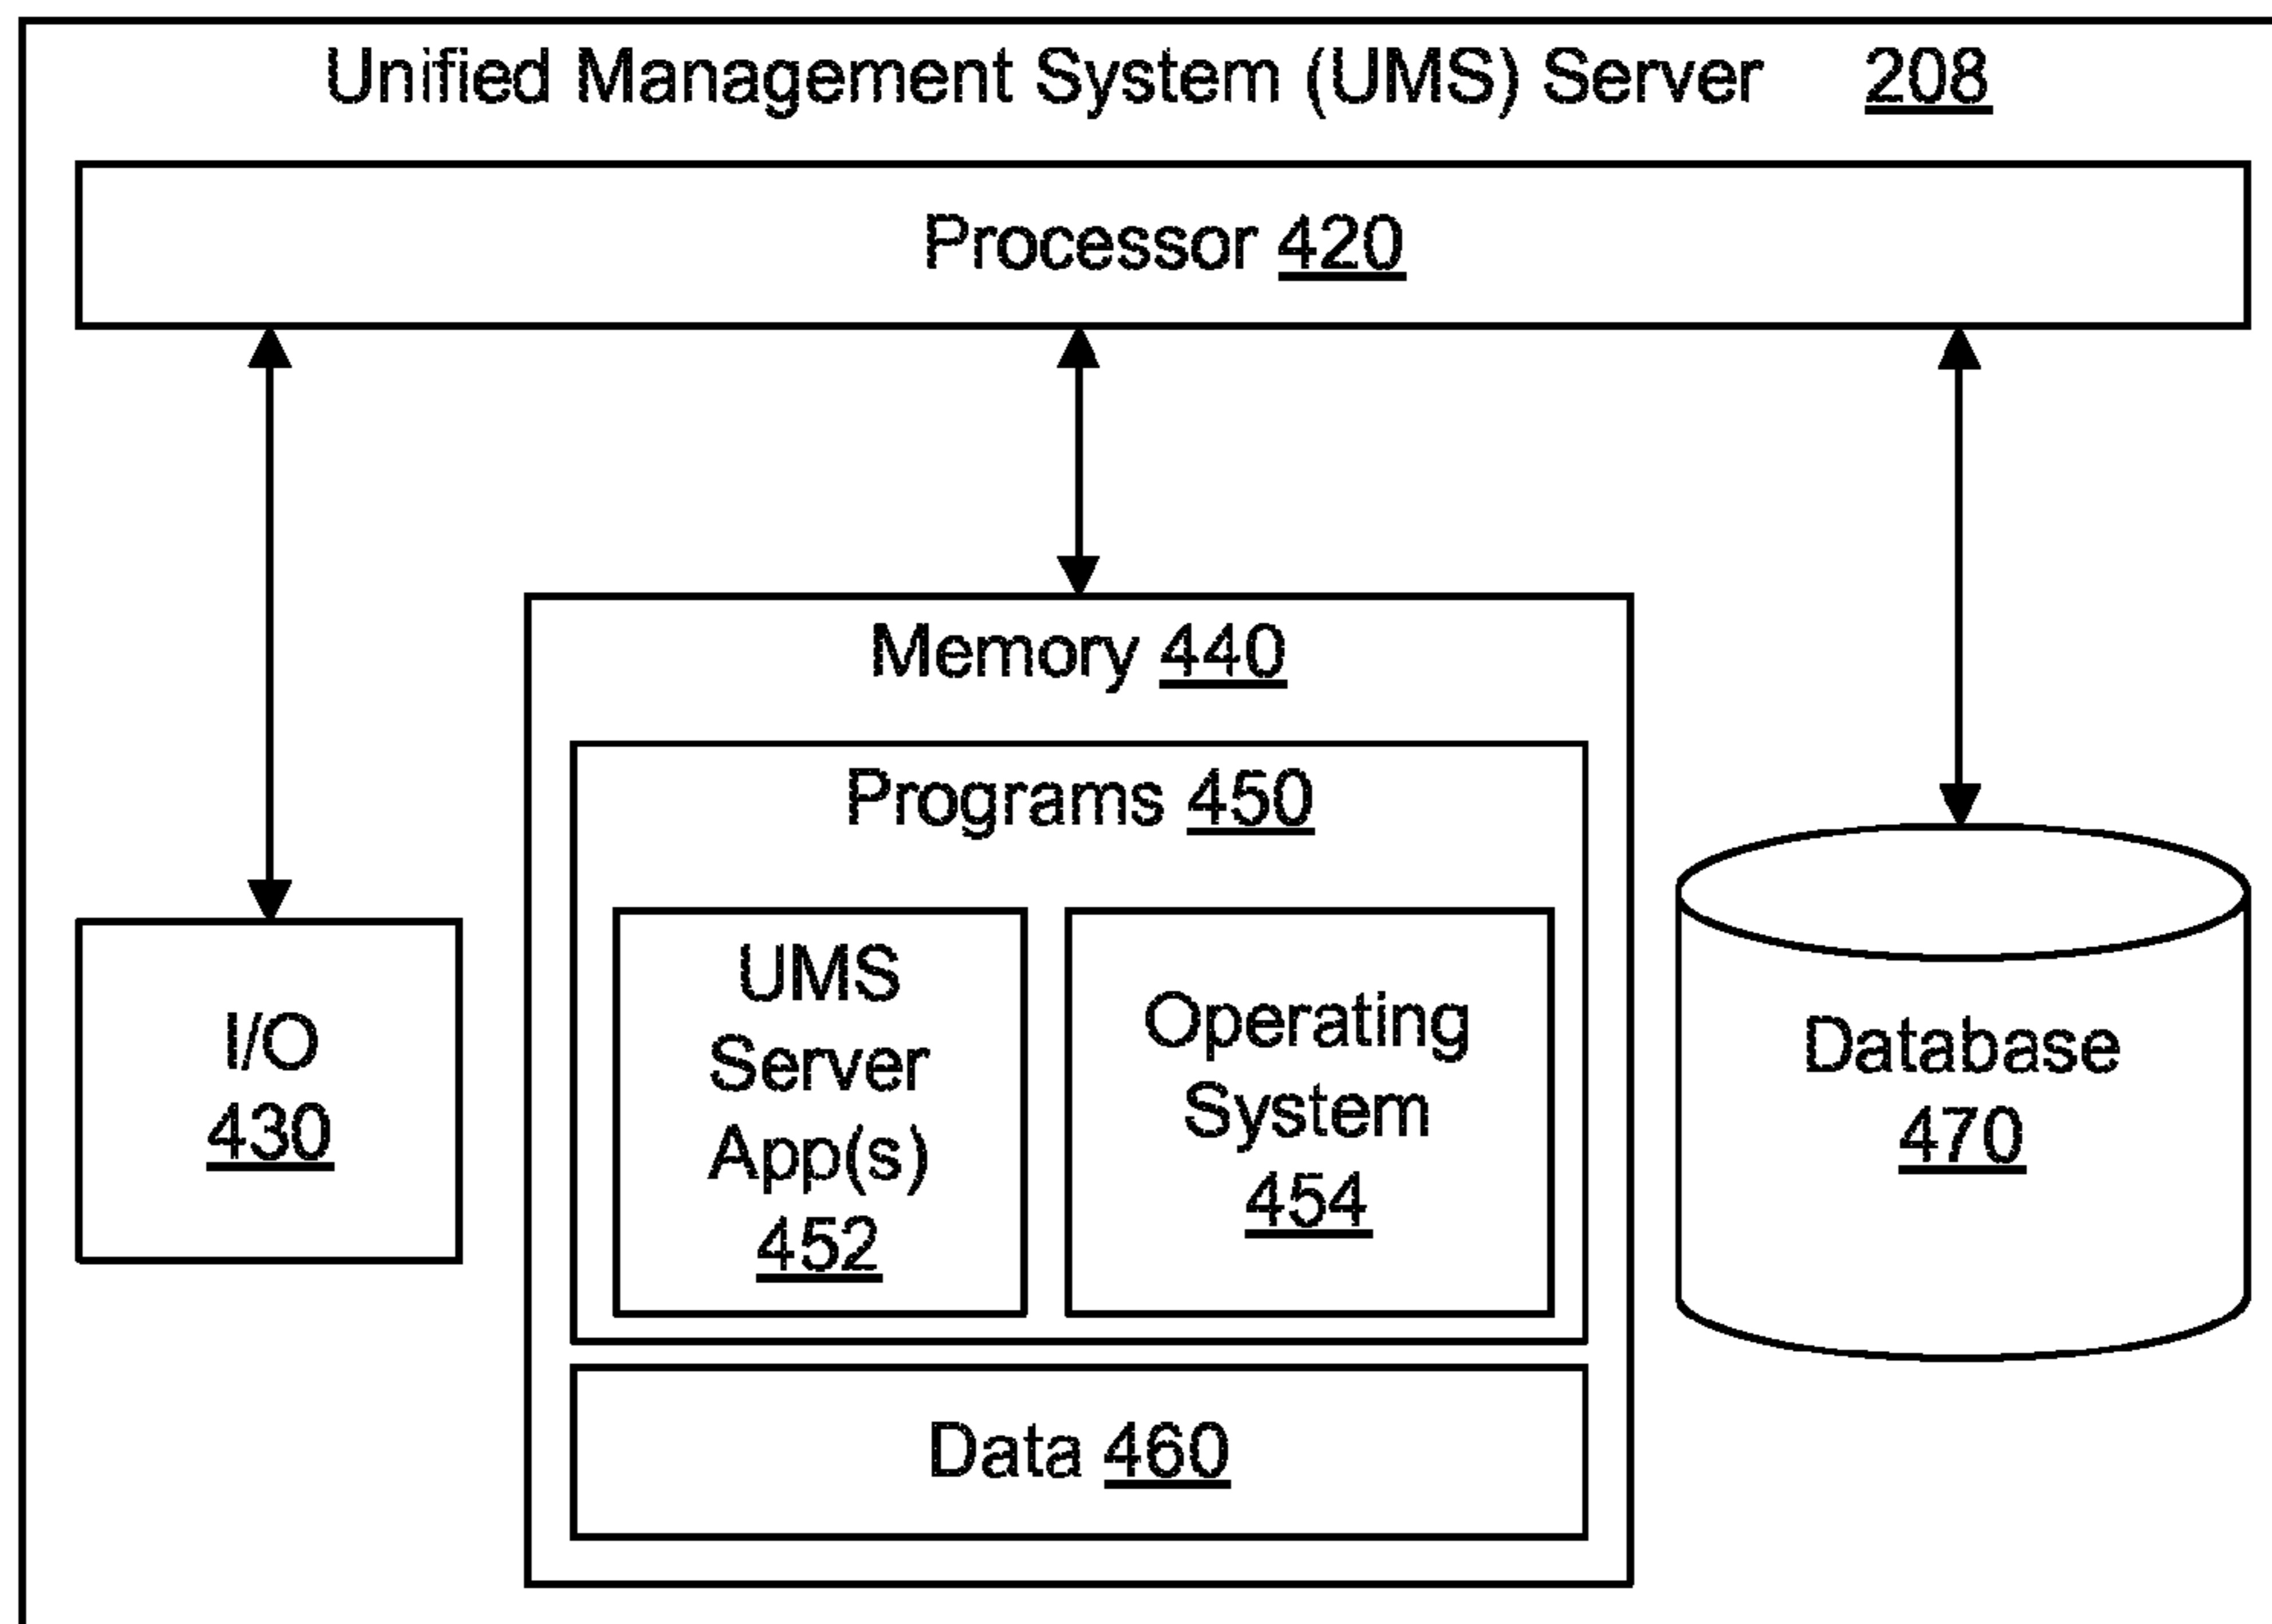 Unified Management System (UMS) Server 208
Processor 420
Memory 440
Programs 450
I/O
430
UMS
Server
App(s)
452
Operating
System
454
Database
470
Data 460